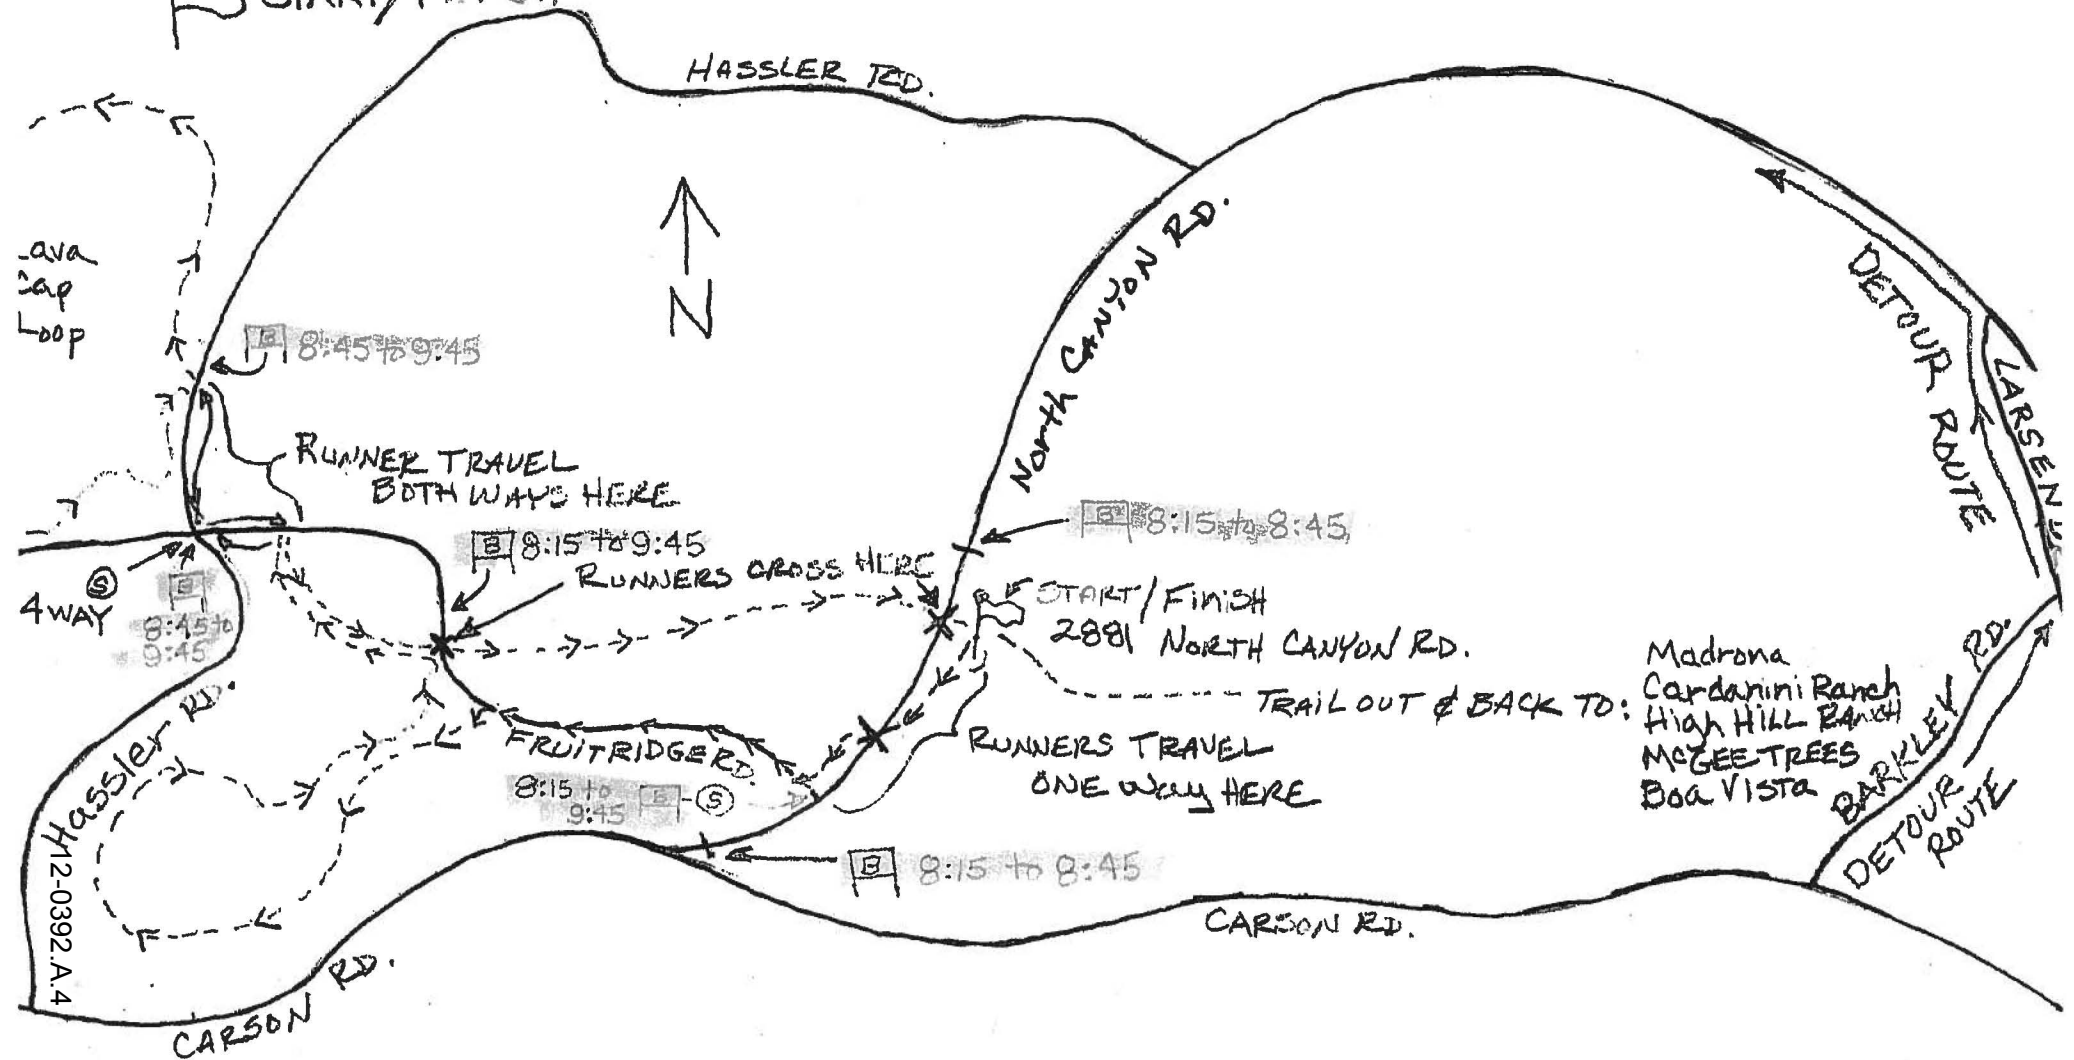 START/
HASSLER RD.
N
North CANYON RD.
Loop
B 8:45 to 9:45
RUNNER TRAVEL
BOTH WAYS HERE
B 8:15 to 9:45
RUNNERS CROSS HERE
B 8:15 to 8:45
START/Finish
2881 NORTH CANYON RD.
S
4 WAY
B
8:45 to
9:45
Hassler RD.
TRAIL OUT & BACK TO:
Madrona
Cardanini Ranch
High HILL RANCH
McGEE TREES
Boa Vista
FRUITRIDGE RD.
8:15 to
9:45
B - S
RUNNERS TRAVEL
ONE Way HERE
B 8:15 to 8:45
DETOUR ROUTE
LARSEN
BARKLEY RD.
DETOUR
ROUTE
CARSON RD.
CARSON RD.
12-0392.A.4